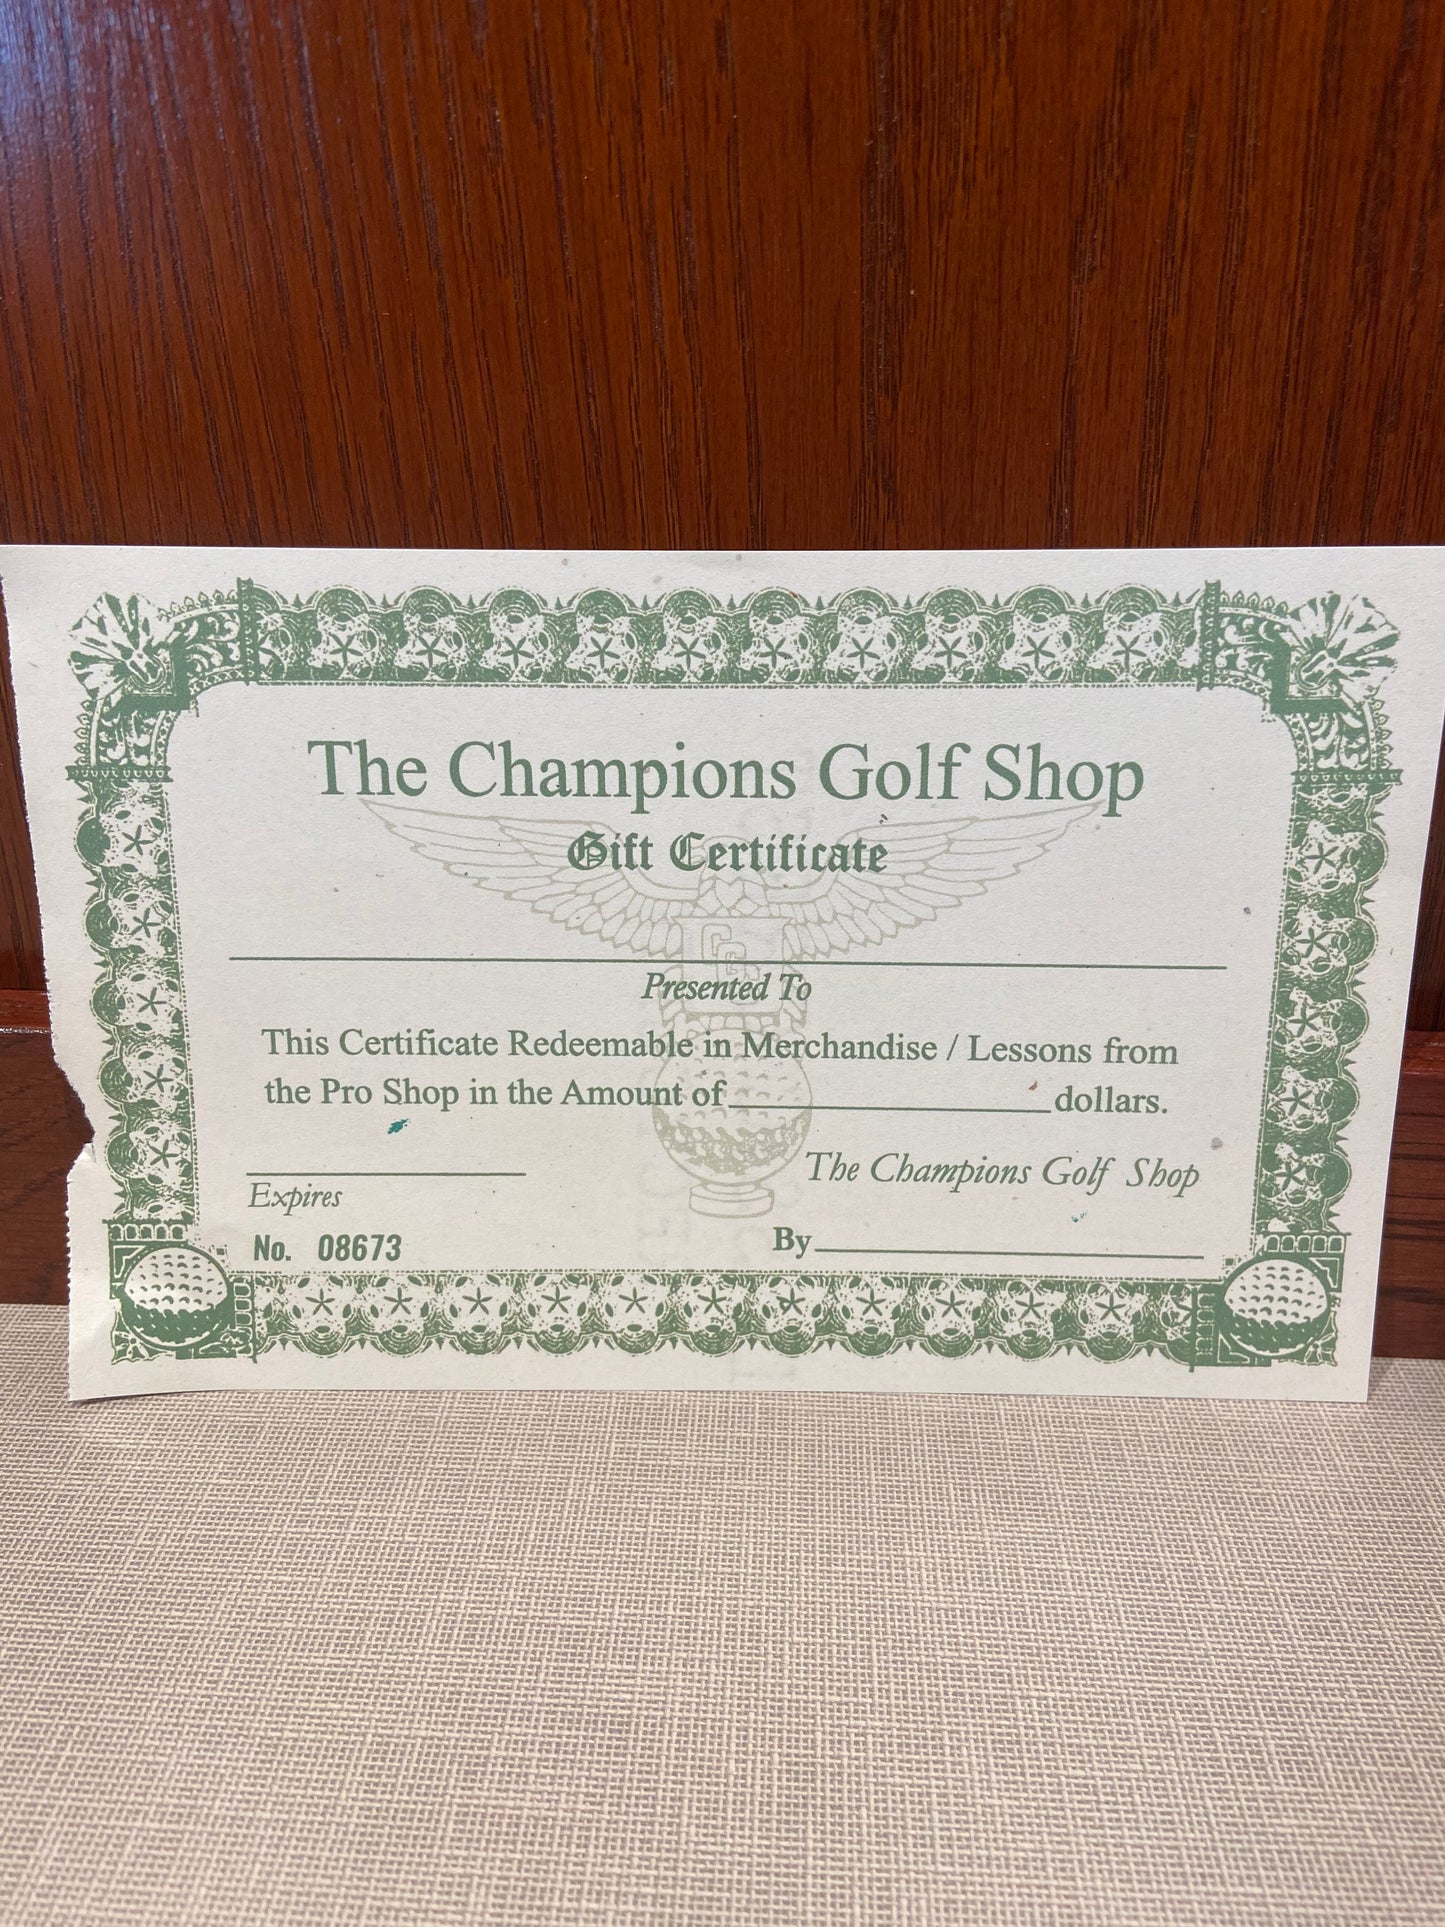 The Champions Golf Shop
Gift Certificate
Presented To
This Certificate Redeemable in Merchandise / Lessons from
the Pro Shop in the Amount of dollars.
Expires
The Champions Golf Shop
No. 08673
By